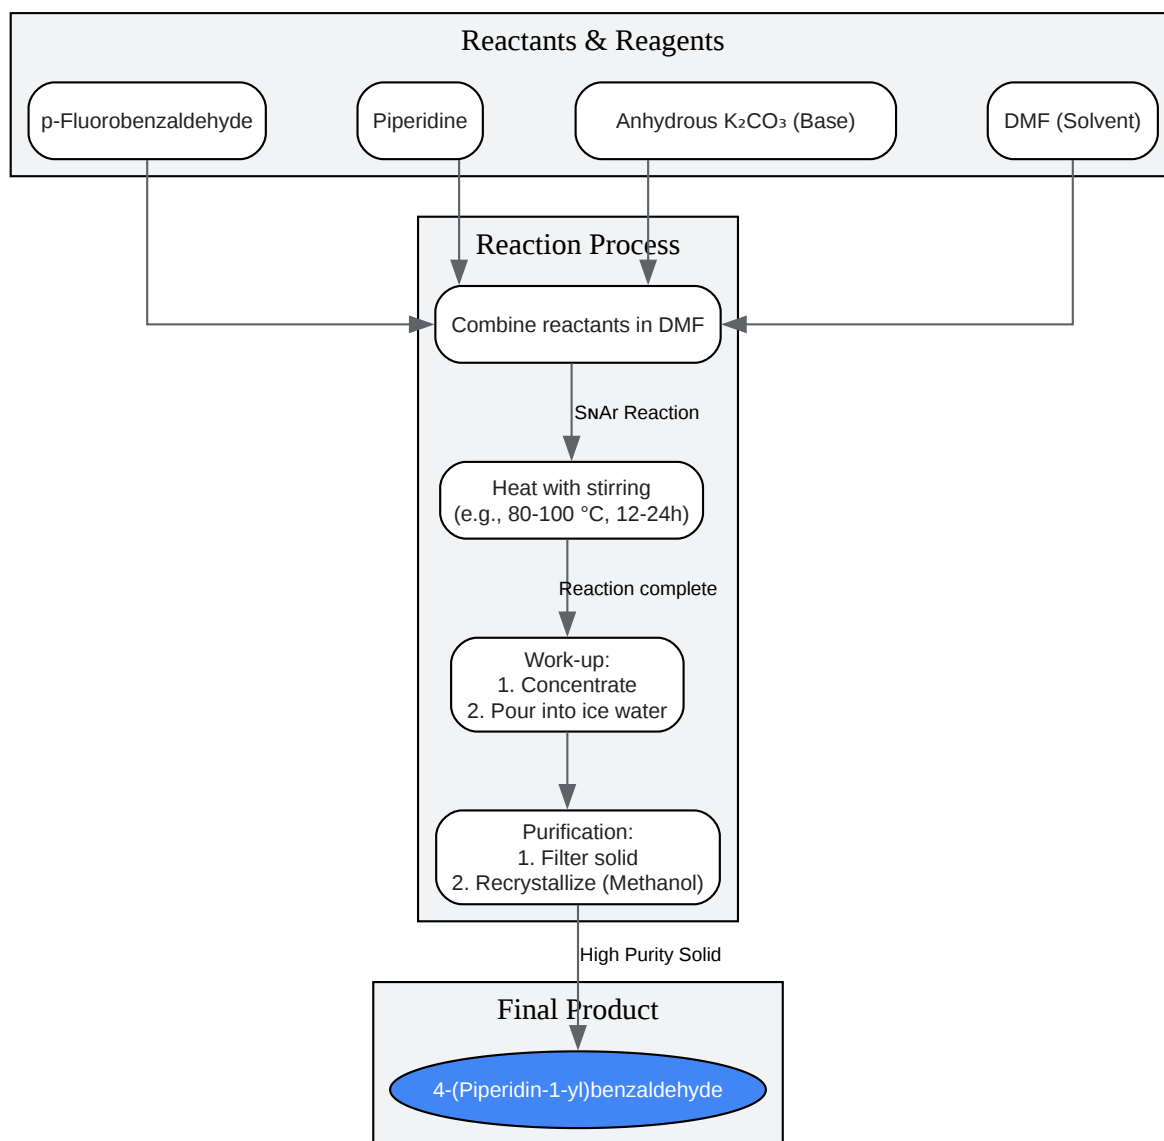 Reactants & Reagents
p-Fluorobenzaldehyde
Piperidine
Anhydrous K₂CO₃ (Base)
DMF (Solvent)
Reaction Process
Combine reactants in DMF
SɴAr Reaction
Heat with stirring
(e.g., 80-100 °C, 12-24h)
Reaction complete
Work-up:
1. Concentrate
2. Pour into ice water
Purification:
1. Filter solid
2. Recrystallize (Methanol)
High Purity Solid
Final Product
4-(Piperidin-1-yl)benzaldehyde